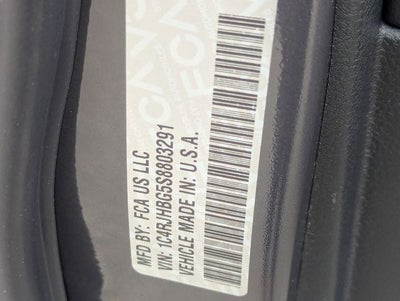 MFD BY: FCA US LLC
VIN: 1C4RJHBG5S8803291
VEHICLE MADE IN: U.S.A.